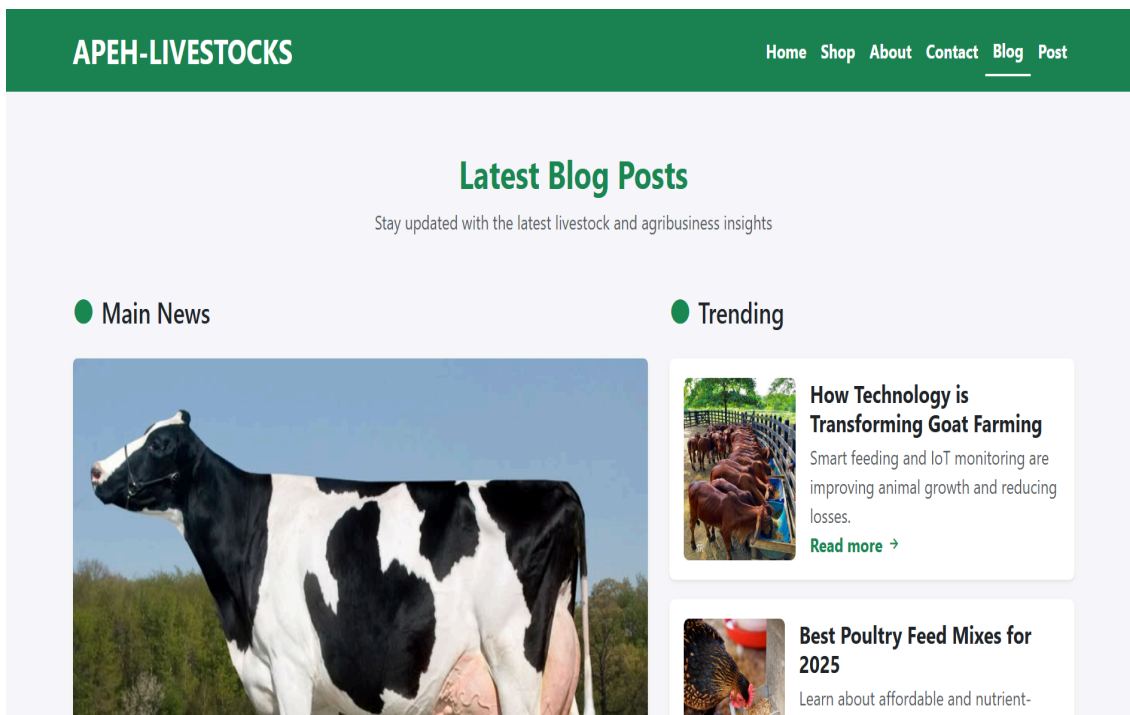 APEH-LIVESTOCKS
Home Shop About Contact Blog Post
Latest Blog Posts
Stay updated with the latest livestock and agribusiness insights
Main News
Trending
How Technology is
Transforming Goat Farming
Smart feeding and IoT monitoring are
improving animal growth and reducing
losses.
Read more →
Best Poultry Feed Mixes for
2025
Learn about affordable and nutrient-